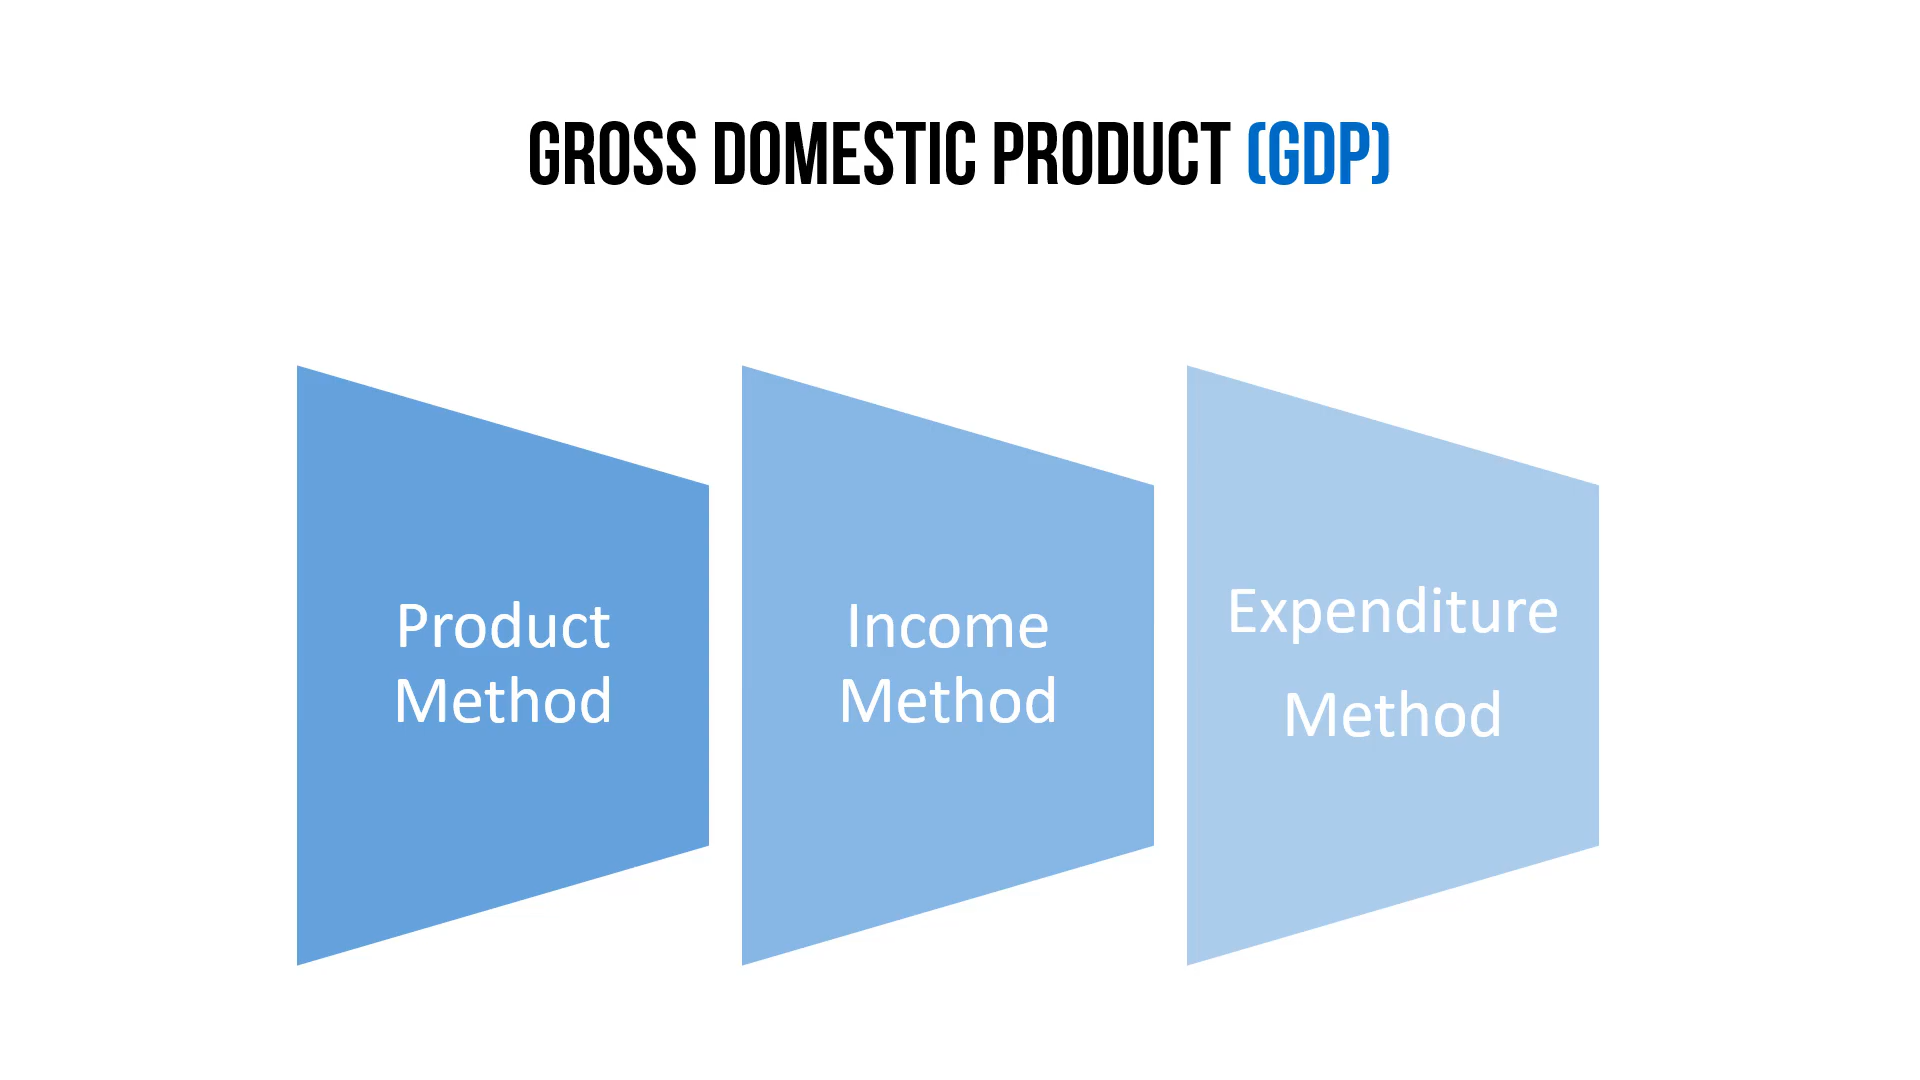 GROSS DOMESTIC PRODUCT (GDP)
Product
Method
Income
Method
Expenditure
Method